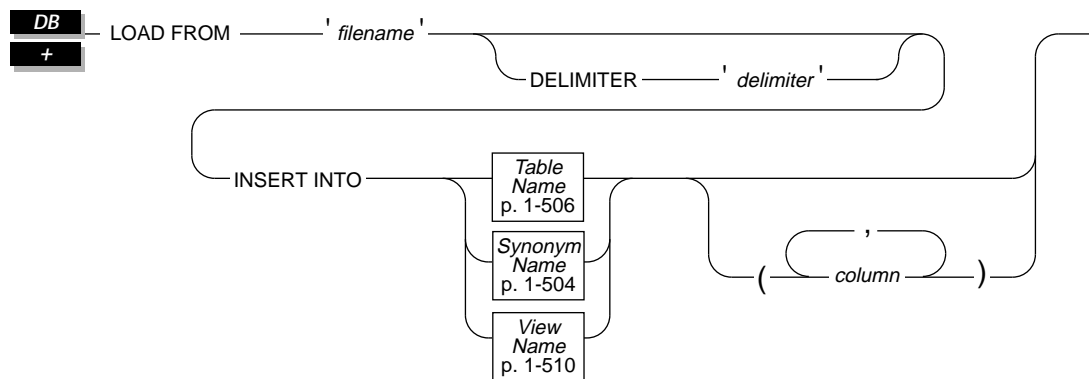 DB
+
LOAD FROM ' filename '
DELIMITER ' delimiter '
INSERT INTO
Table
Name
p. 1-506
Synonym
Name
p. 1-504
View
Name
p. 1-510
,
( column )